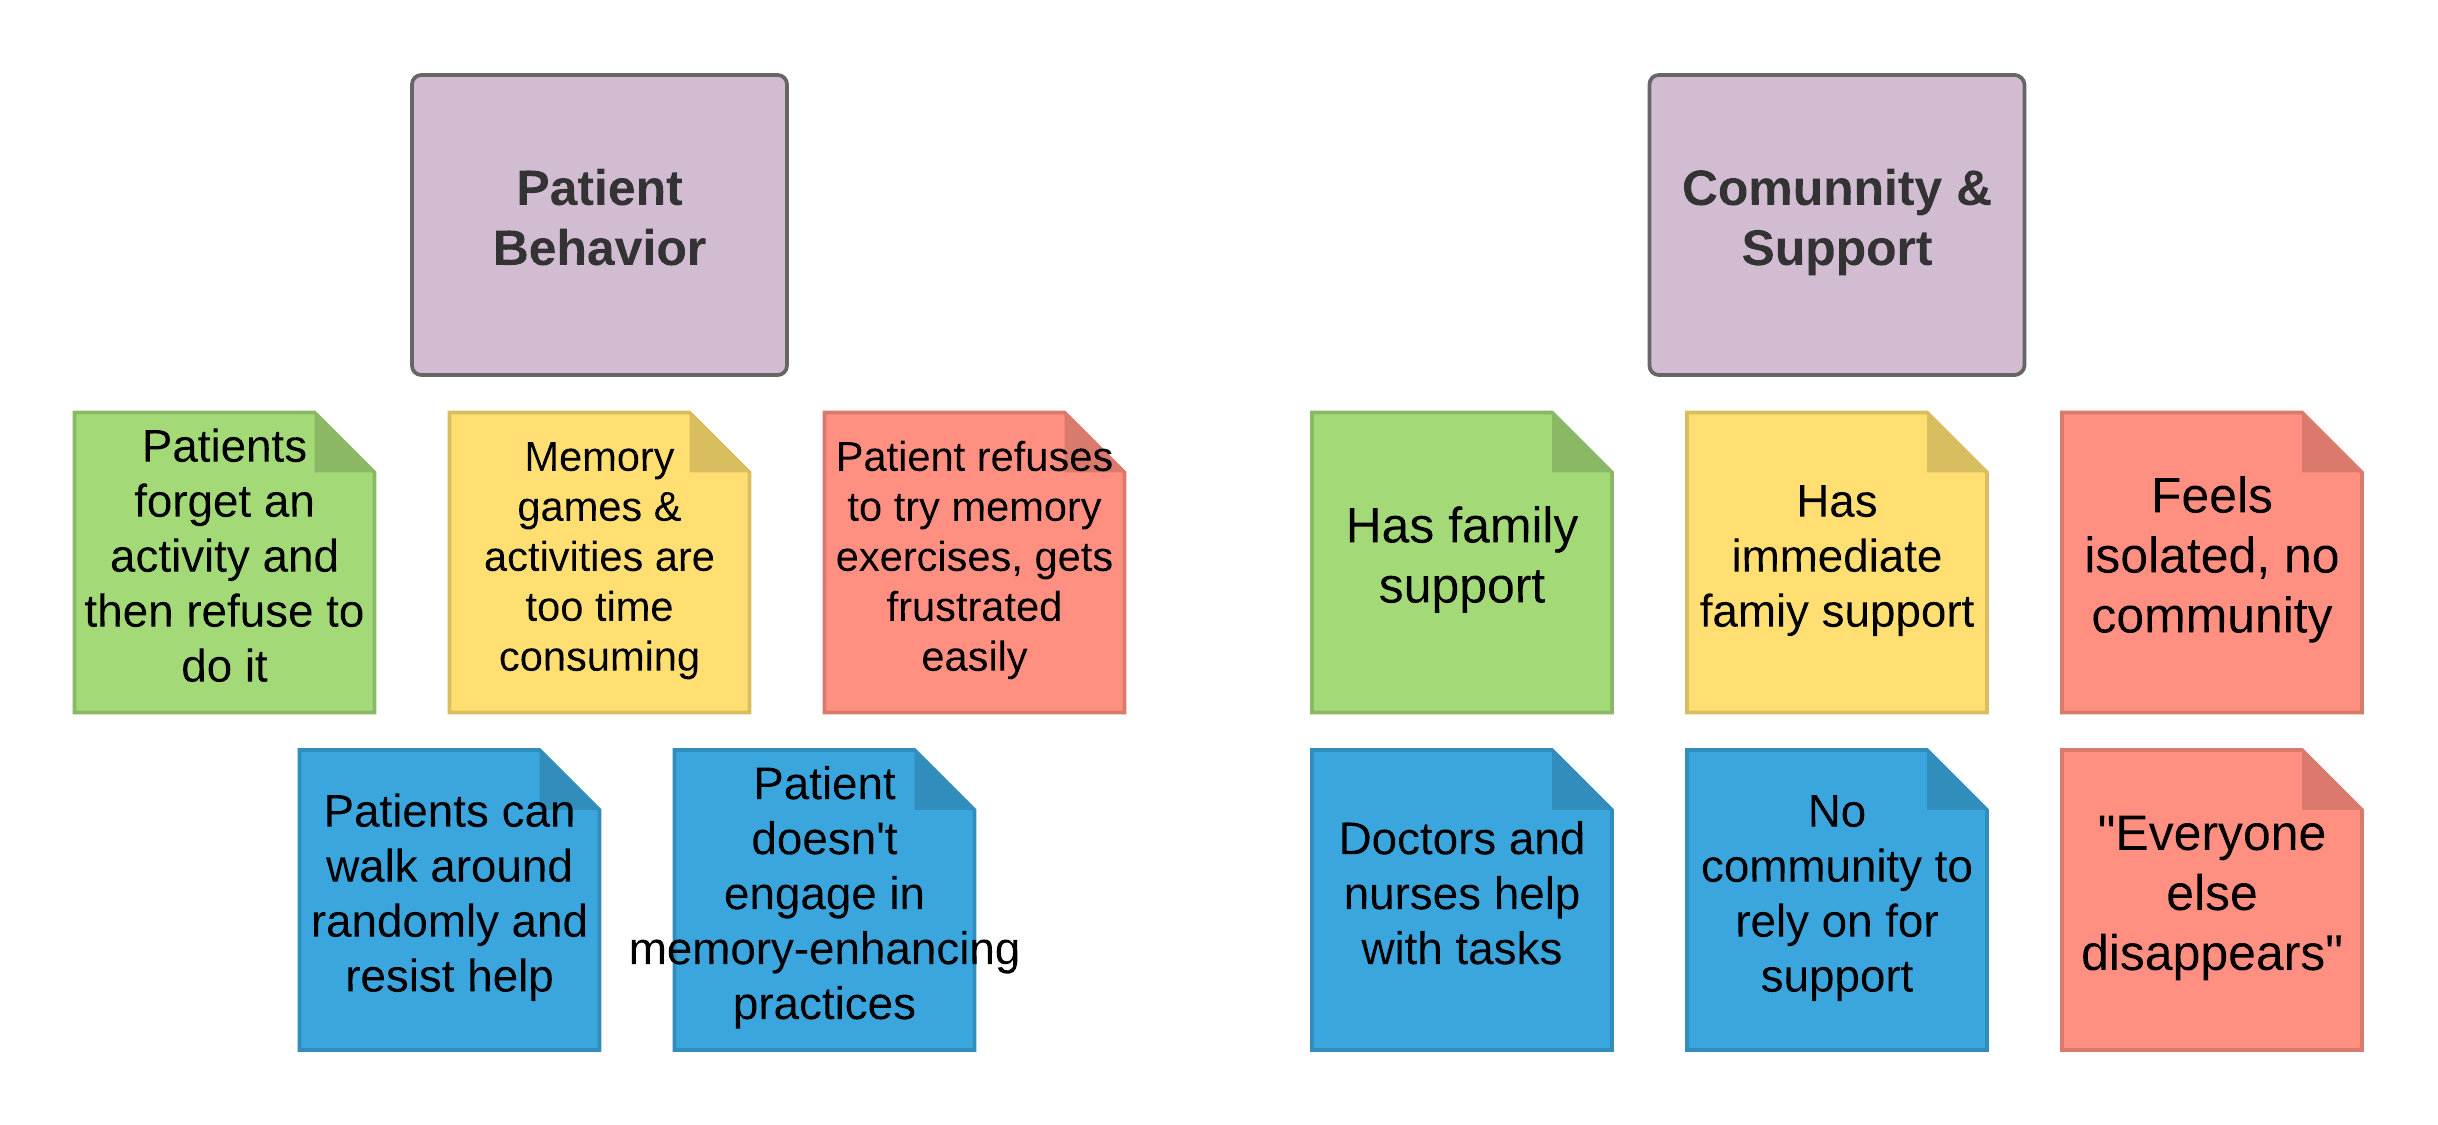 Patient
Behavior
Comunnity &
Support
Patients
forget an
activity and
then refuse to
do it
Memory
games &
activities are
too time
consuming
Patient refuses
to try memory
exercises, gets
frustrated
easily
Has family
support
Has
immediate
famiy support
Feels
isolated, no
community
Patients can
walk around
randomly and
resist help
Patient
doesn't
engage in
memory-enhancing
practices
Doctors and
nurses help
with tasks
No
community to
rely on for
support
"Everyone
else
disappears"